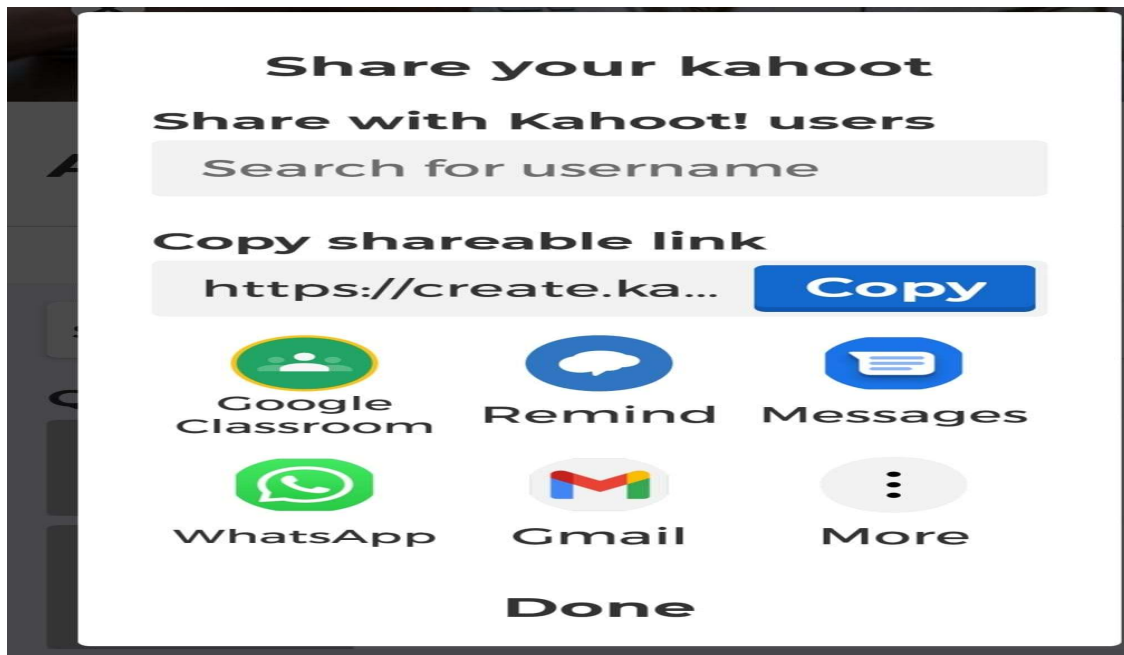 Share your kahoot
Share with Kahoot! users
Search for username
Copy shareable link
https://create.ka... Copy
Google
Classroom
Remind
Messages
WhatsApp
Gmail
More
Done